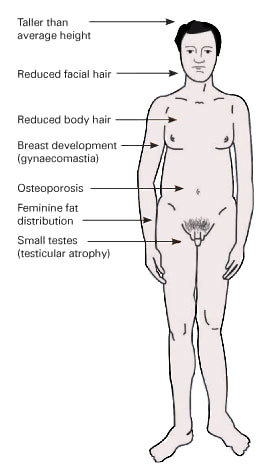 Taller than
average height
Reduced facial hair
Reduced body hair
Breast development
(gynaecomastia)
Osteoporosis
Feminine fat
distribution
Small testes
(testicular atrophy)